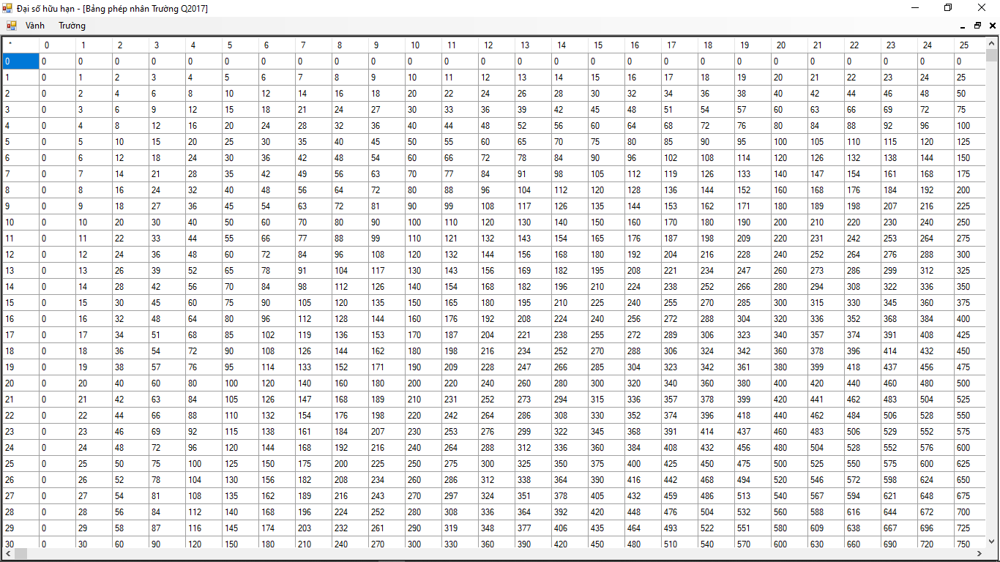 Đại số hữu hạn - [Bảng phép nhân Trường Q2017]
Vành Trường
* 0 1 2 3 4 5 6 7 8 9 10 11 12 13 14 15 16 17 18 19 20 21 22 23 24 25
0 0 0 0 0 0 0 0 0 0 0 0 0 0 0 0 0 0 0 0 0 0 0 0 0 0 0
1 0 1 2 3 4 5 6 7 8 9 10 11 12 13 14 15 16 17 18 19 20 21 22 23 24 25
2 0 2 4 6 8 10 12 14 16 18 20 22 24 26 28 30 32 34 36 38 40 42 44 46 48 50
3 0 3 6 9 12 15 18 21 24 27 30 33 36 39 42 45 48 51 54 57 60 63 66 69 72 75
4 0 4 8 12 16 20 24 28 32 36 40 44 48 52 56 60 64 68 72 76 80 84 88 92 96 100
5 0 5 10 15 20 25 30 35 40 45 50 55 60 65 70 75 80 85 90 95 100 105 110 115 120 125
6 0 6 12 18 24 30 36 42 48 54 60 66 72 78 84 90 96 102 108 114 120 126 132 138 144 150
7 0 7 14 21 28 35 42 49 56 63 70 77 84 91 98 105 112 119 126 133 140 147 154 161 168 175
8 0 8 16 24 32 40 48 56 64 72 80 88 96 104 112 120 128 136 144 152 160 168 176 184 192 200
9 0 9 18 27 36 45 54 63 72 81 90 99 108 117 126 135 144 153 162 171 180 189 198 207 216 225
10 0 10 20 30 40 50 60 70 80 90 100 110 120 130 140 150 160 170 180 190 200 210 220 230 240 250
11 0 11 22 33 44 55 66 77 88 99 110 121 132 143 154 165 176 187 198 209 220 231 242 253 264 275
12 0 12 24 36 48 60 72 84 96 108 120 132 144 156 168 180 192 204 216 228 240 252 264 276 288 300
13 0 13 26 39 52 65 78 91 104 117 130 143 156 169 182 195 208 221 234 247 260 273 286 299 312 325
14 0 14 28 42 56 70 84 98 112 126 140 154 168 182 196 210 224 238 252 266 280 294 308 322 336 350
15 0 15 30 45 60 75 90 105 120 135 150 165 180 195 210 225 240 255 270 285 300 315 330 345 360 375
16 0 16 32 48 64 80 96 112 128 144 160 176 192 208 224 240 256 272 288 304 320 336 352 368 384 400
17 0 17 34 51 68 85 102 119 136 153 170 187 204 221 238 255 272 289 306 323 340 357 374 391 408 425
18 0 18 36 54 72 90 108 126 144 162 180 198 216 234 252 270 288 306 324 342 360 378 396 414 432 450
19 0 19 38 57 76 95 114 133 152 171 190 209 228 247 266 285 304 323 342 361 380 399 418 437 456 475
20 0 20 40 60 80 100 120 140 160 180 200 220 240 260 280 300 320 340 360 380 400 420 440 460 480 500
21 0 21 42 63 84 105 126 147 168 189 210 231 252 273 294 315 336 357 378 399 420 441 462 483 504 525
22 0 22 44 66 88 110 132 154 176 198 220 242 264 286 308 330 352 374 396 418 440 462 484 506 528 550
23 0 23 46 69 92 115 138 161 184 207 230 253 276 299 322 345 368 391 414 437 460 483 506 529 552 575
24 0 24 48 72 96 120 144 168 192 216 240 264 288 312 336 360 384 408 432 456 480 504 528 552 576 600
25 0 25 50 75 100 125 150 175 200 225 250 275 300 325 350 375 400 425 450 475 500 525 550 575 600 625
26 0 26 52 78 104 130 156 182 208 234 260 286 312 338 364 390 416 442 468 494 520 546 572 598 624 650
27 0 27 54 81 108 135 162 189 216 243 270 297 324 351 378 405 432 459 486 513 540 567 594 621 648 675
28 0 28 56 84 112 140 168 196 224 252 280 308 336 364 392 420 448 476 504 532 560 588 616 644 672 700
29 0 29 58 87 116 145 174 203 232 261 290 319 348 377 406 435 464 493 522 551 580 609 638 667 696 725
30 0 30 60 90 120 150 180 210 240 270 300 330 360 390 420 450 480 510 540 570 600 630 660 690 720 750